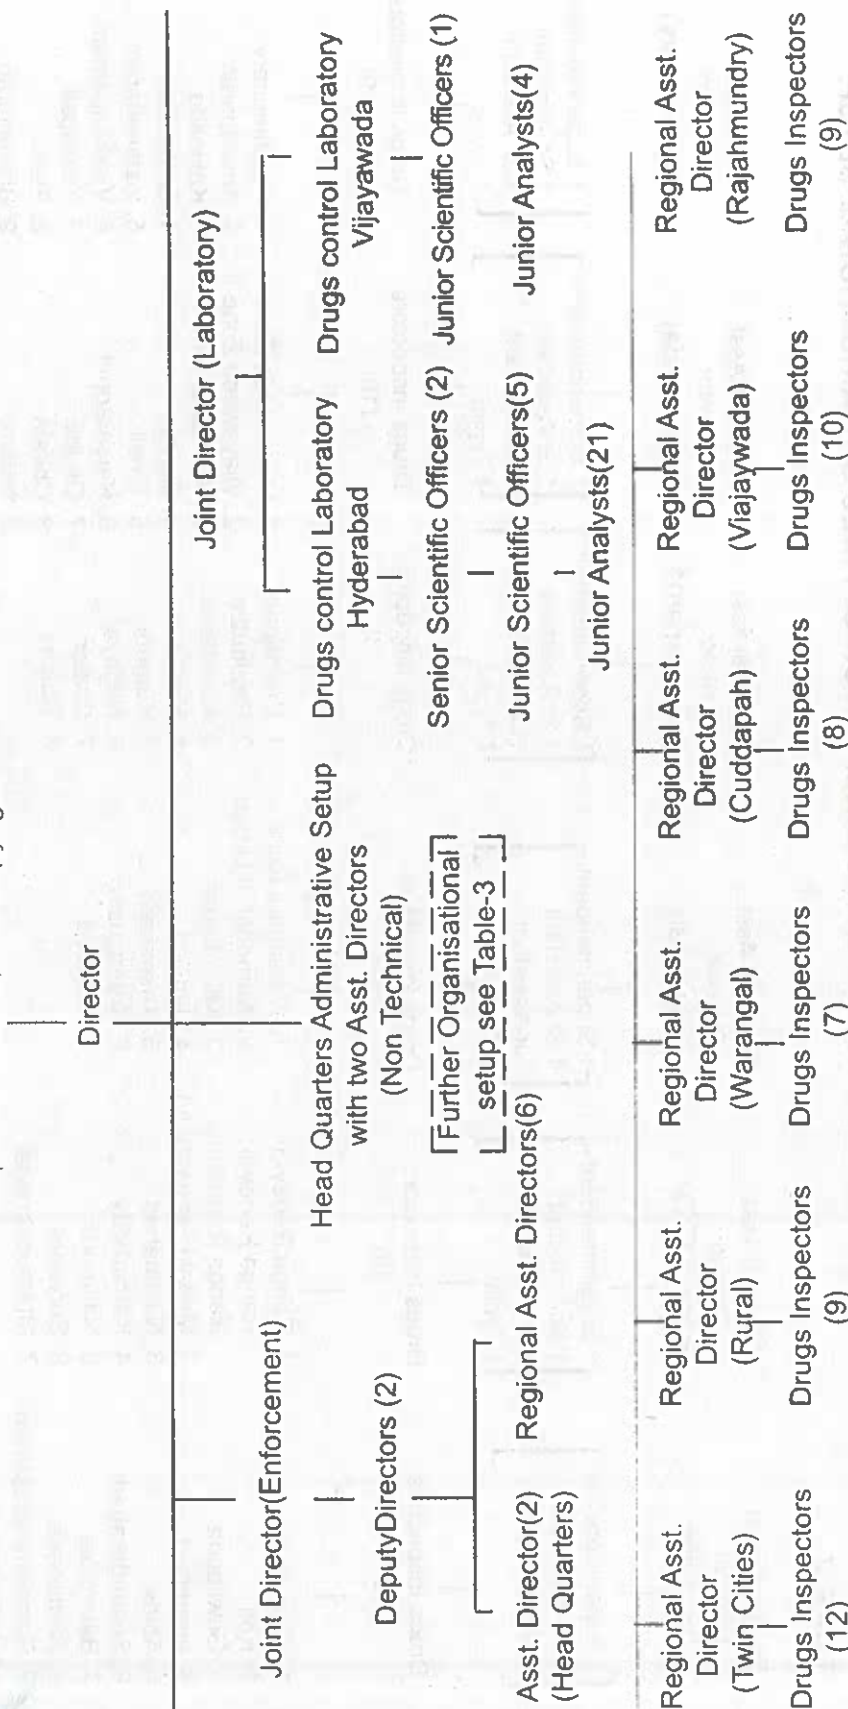 Director
Joint Director(Enforcement)
DeputyDirectors (2)
Asst. Director(2)
(Head Quarters)
Regional Asst. Directors(6)
Head Quarters Administrative Setup
with two Asst. Directors
(Non Technical)
Further Organisational
setup see Table-3
Joint Director (Laboratory)
Drugs control Laboratory
Hyderabad
Senior Scientific Officers (2)
Junior Scientific Officers(5)
Junior Analysts(21)
Drugs control Laboratory
Vijayawada
Junior Scientific Officers (1)
Junior Analysts(4)
Regional Asst.
Director
(Twin Cities)
Drugs Inspectors
(12)
Regional Asst.
Director
(Rural)
Drugs Inspectors
(9)
Regional Asst.
Director
(Warangal)
Drugs Inspectors
(7)
Regional Asst.
Director
(Cuddapah)
Drugs Inspectors
(8)
Regional Asst.
Director
(Viajaywada)
Drugs Inspectors
(10)
Regional Asst.
Director
(Rajahmundry)
Drugs Inspectors
(9)